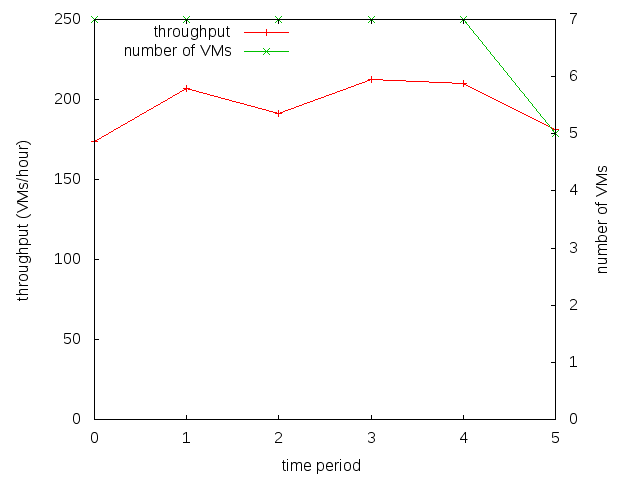 250
200
150
100
50
0
throughput (VMs/hour)
throughput
number of VMs
7
6
5
4
3
2
1
0
number of VMs
0 1 2 3 4 5
time period